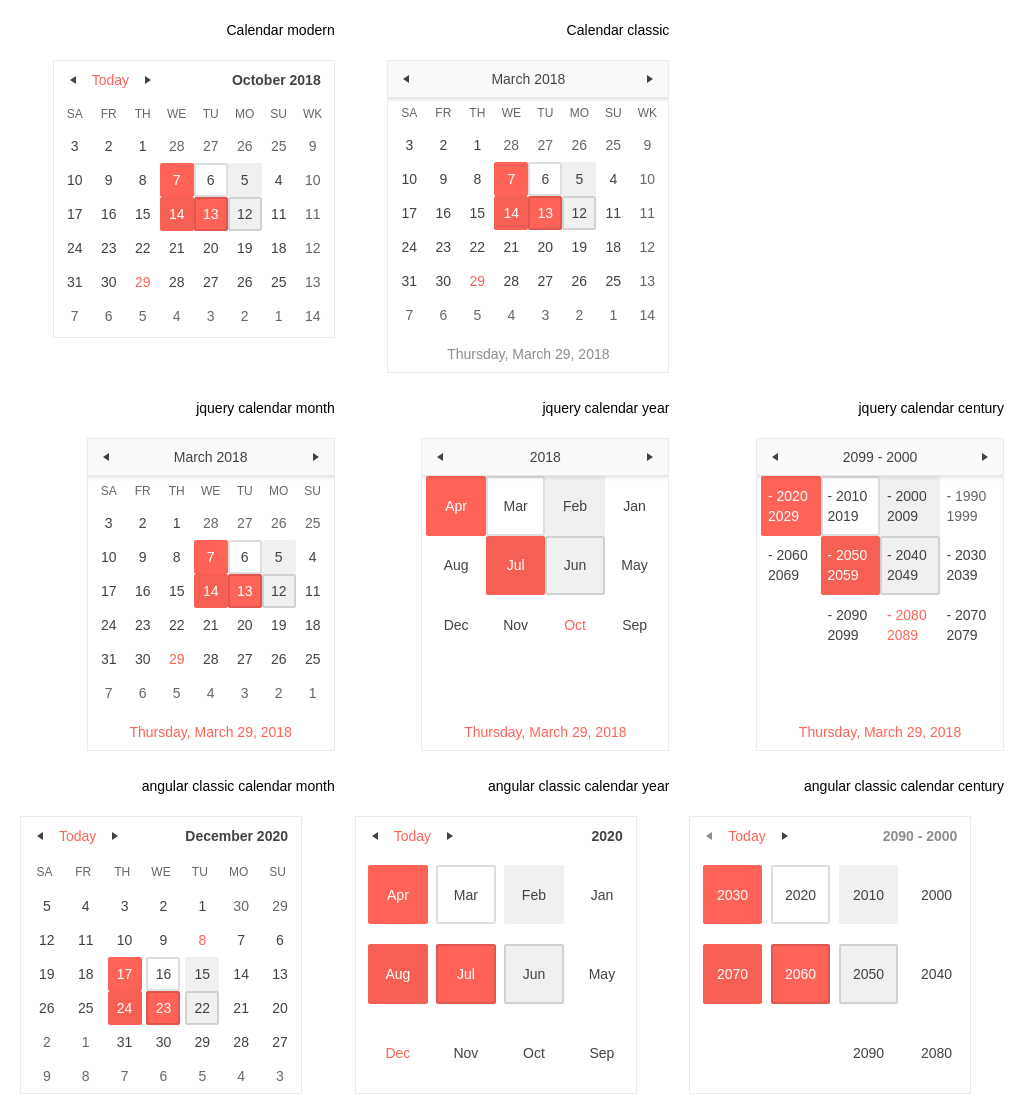 Calendar modern
Today October 2018
SA FR TH WE TU MO SU WK
3 2 1 28 27 26 25 9
10 9 8 7 6 5 4 10
17 16 15 14 13 12 11 11
24 23 22 21 20 19 18 12
31 30 29 28 27 26 25 13
7 6 5 4 3 2 1 14
Calendar classic
March 2018
SA FR TH WE TU MO SU WK
3 2 1 28 27 26 25 9
10 9 8 7 6 5 4 10
17 16 15 14 13 12 11 11
24 23 22 21 20 19 18 12
31 30 29 28 27 26 25 13
7 6 5 4 3 2 1 14
Thursday, March 29, 2018
jquery calendar month
March 2018
SA FR TH WE TU MO SU
3 2 1 28 27 26 25
10 9 8 7 6 5 4
17 16 15 14 13 12 11
24 23 22 21 20 19 18
31 30 29 28 27 26 25
7 6 5 4 3 2 1
Thursday, March 29, 2018
jquery calendar year
2018
Apr Mar Feb Jan
Aug Jul Jun May
Dec Nov Oct Sep
Thursday, March 29, 2018
jquery calendar century
2099 - 2000
- 2020 - 2010 - 2000 - 1990
2029 2019 2009 1999
- 2060 - 2050 - 2040 - 2030
2069 2059 2049 2039
- 2090 - 2080 - 2070
2099 2089 2079
Thursday, March 29, 2018
angular classic calendar month
Today December 2020
SA FR TH WE TU MO SU
5 4 3 2 1 30 29
12 11 10 9 8 7 6
19 18 17 16 15 14 13
26 25 24 23 22 21 20
2 1 31 30 29 28 27
9 8 7 6 5 4 3
angular classic calendar year
Today 2020
Apr Mar Feb Jan
Aug Jul Jun May
Dec Nov Oct Sep
angular classic calendar century
Today 2090 - 2000
2030 2020 2010 2000
2070 2060 2050 2040
2090 2080